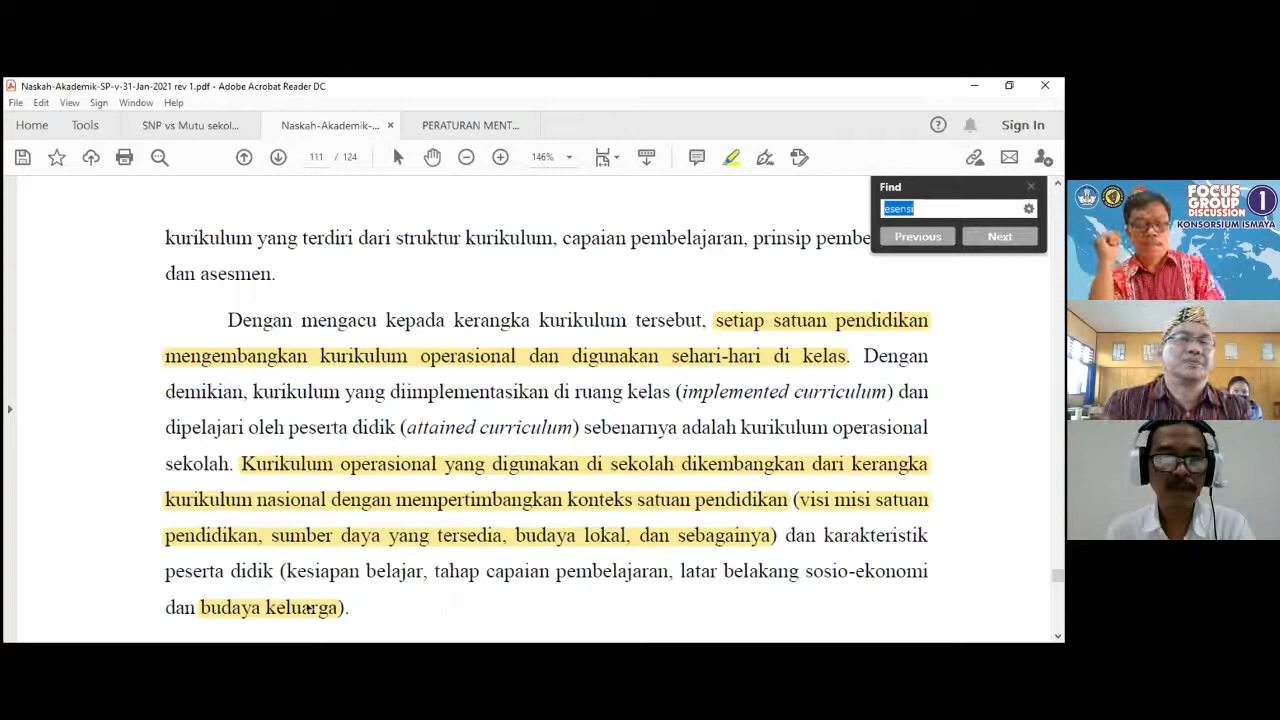 Naskah-Akademik-SP-v-31-Jan-2021 rev 1.pdf - Adobe Acrobat Reader DC
File Edit View Sign Window Help
Home Tools SNP vs Mutu sekol... Naskah-Akademik-... × PERATURAN MENT... Sign In
111 / 124 146%
Find
esensi
Previous Next
kurikulum yang terdiri dari struktur kurikulum, capaian pembelajaran, prinsip pembe
dan asesmen.
Dengan mengacu kepada kerangka kurikulum tersebut, setiap satuan pendidikan
mengembangkan kurikulum operasional dan digunakan sehari-hari di kelas. Dengan
demikian, kurikulum yang diimplementasikan di ruang kelas (implemented curriculum) dan
dipelajari oleh peserta didik (attained curriculum) sebenarnya adalah kurikulum operasional
sekolah. Kurikulum operasional yang digunakan di sekolah dikembangkan dari kerangka
kurikulum nasional dengan mempertimbangkan konteks satuan pendidikan (visi misi satuan
pendidikan, sumber daya yang tersedia, budaya lokal, dan sebagainya) dan karakteristik
peserta didik (kesiapan belajar, tahap capaian pembelajaran, latar belakang sosio-ekonomi
dan budaya keluarga).
FOCUS
GROUP
DISCUSSION 1
KONSORSIUM ISMAYA